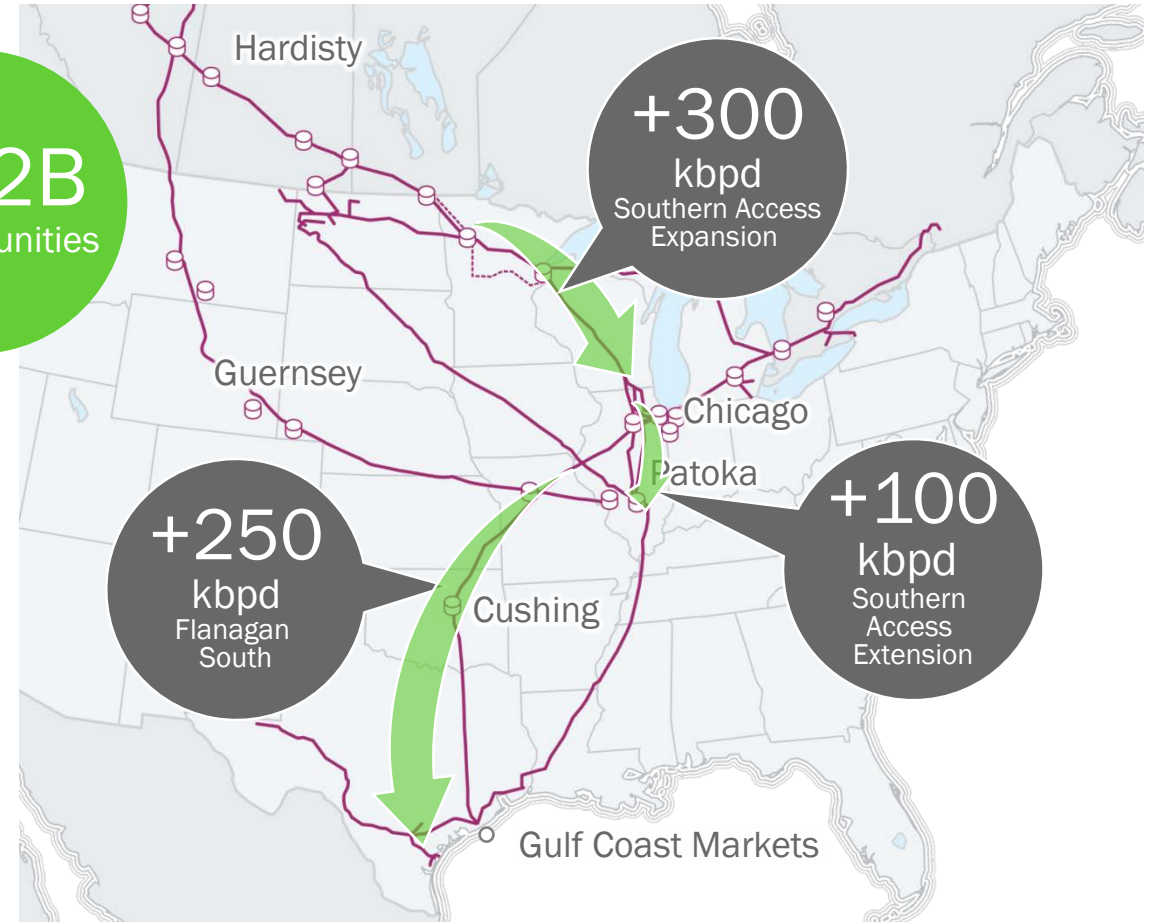 Hardisty
+300
kbpd
Southern Access
Expansion
2B
Guernsey
Chicago
Patoka
+250
kbpd
Flanagan
South
+100
kbpd
Southern
Access
Extension
Cushing
Gulf Coast Markets